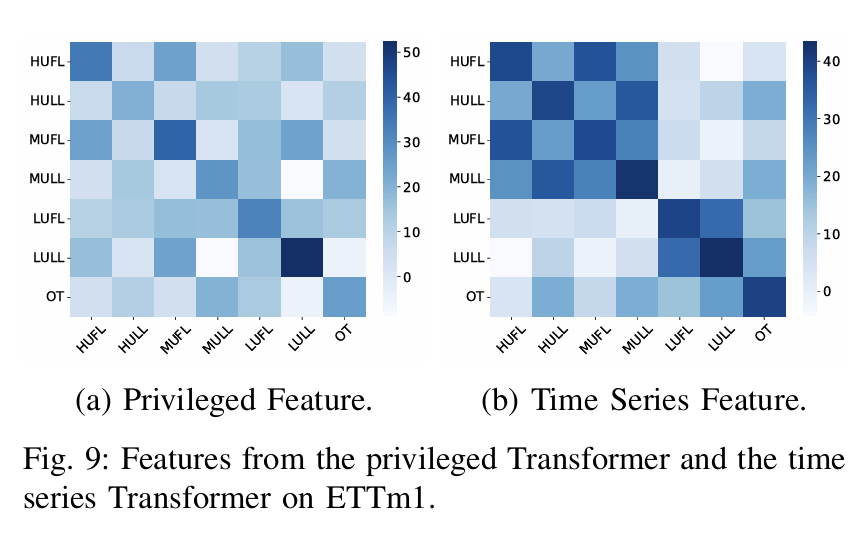 HUFL
HULL
MUFL
MULL
LUFL
LULL
OT
HUFL HULL MUFL MULL LUFL LULL OT
50
40
30
20
10
0
HUFL
HULL
MUFL
MULL
LUFL
LULL
OT
HUFL HULL MUFL MULL LUFL LULL OT
40
30
20
10
0
(a) Privileged Feature.
(b) Time Series Feature.
Fig. 9: Features from the privileged Transformer and the time
series Transformer on ETTm1.